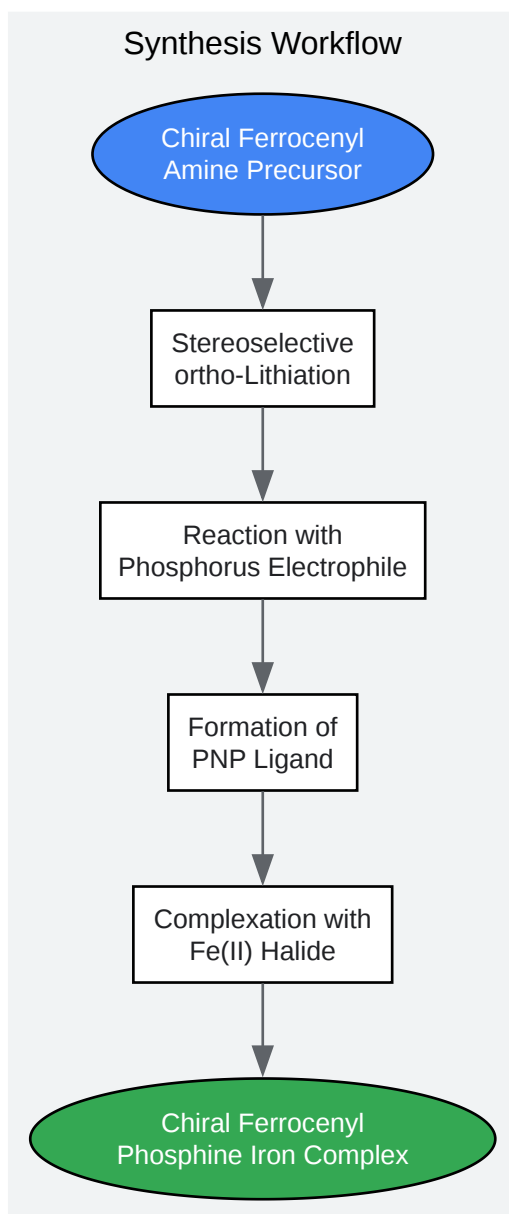 Synthesis Workflow
Chiral Ferrocenyl
Amine Precursor
Stereoselective
ortho-Lithiation
Reaction with
Phosphorus Electrophile
Formation of
PNP Ligand
Complexation with
Fe(II) Halide
Chiral Ferrocenyl
Phosphine Iron Complex